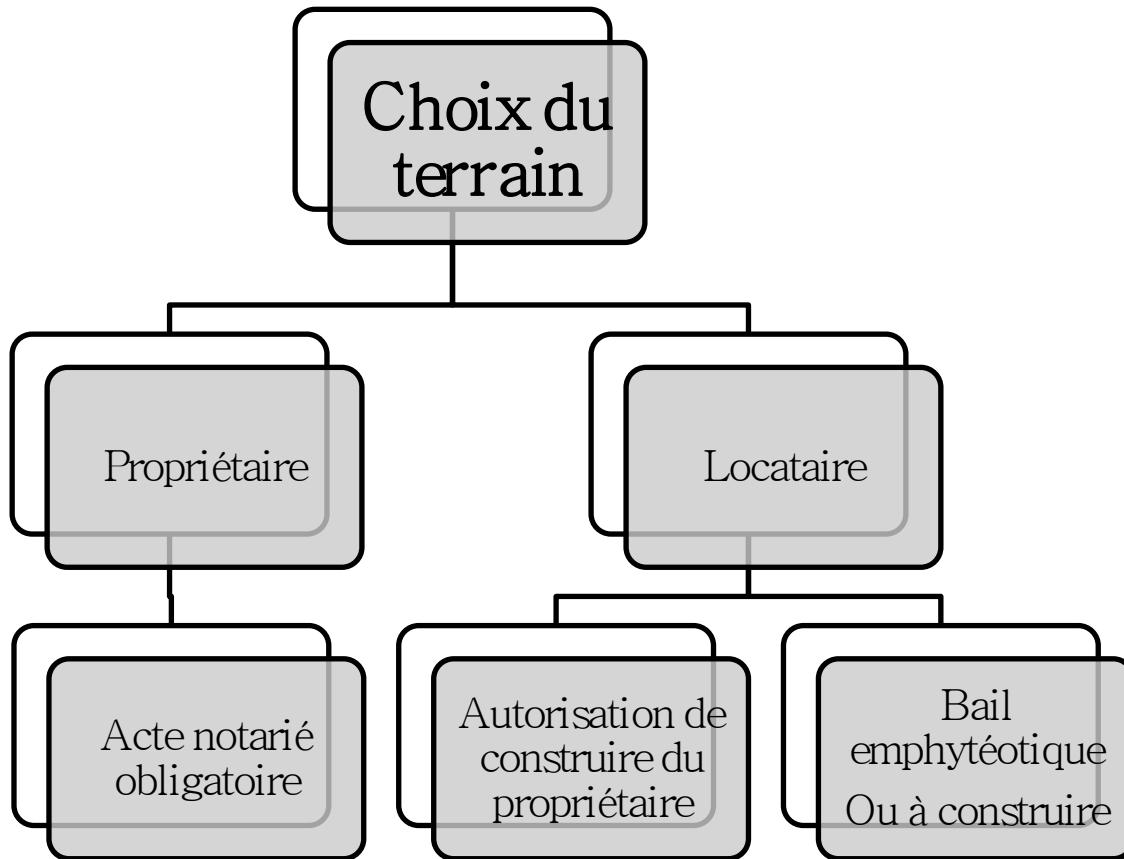 Choix du
terrain
Propriétaire
Locataire
Acte notarié
obligatoire
Autorisation de
construire du
propriétaire
Bail
emphytéotique
Ou à construire